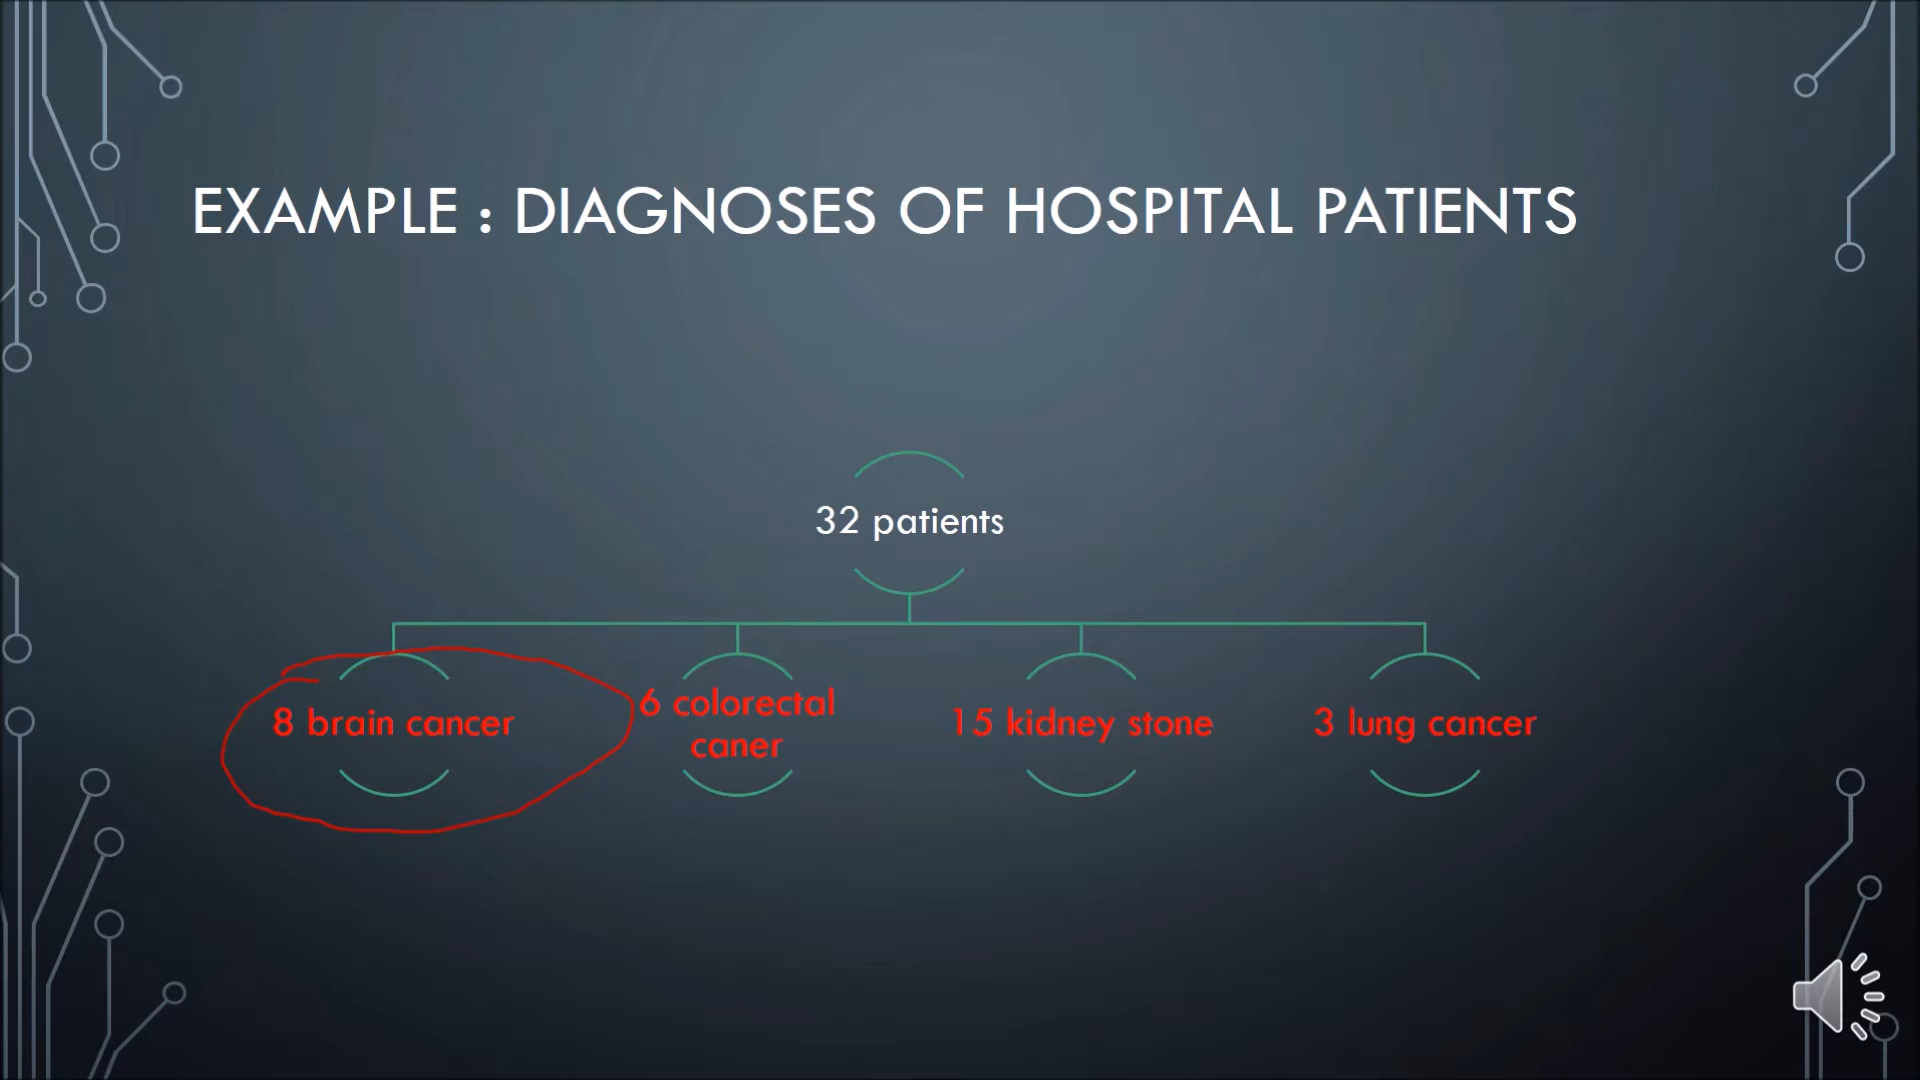 EXAMPLE : DIAGNOSES OF HOSPITAL PATIENTS
32 patients
8 brain cancer
6 colorectal
caner
15 kidney stone
3 lung cancer